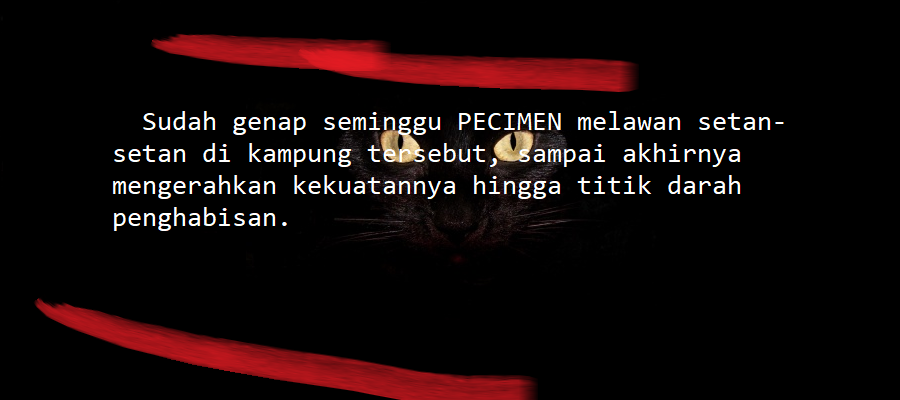 Sudah genap seminggu PECIMEN melawan setan-
setan di kampung tersebut, sampai akhirnya
mengerahkan kekuatannya hingga titik darah
penghabisan.